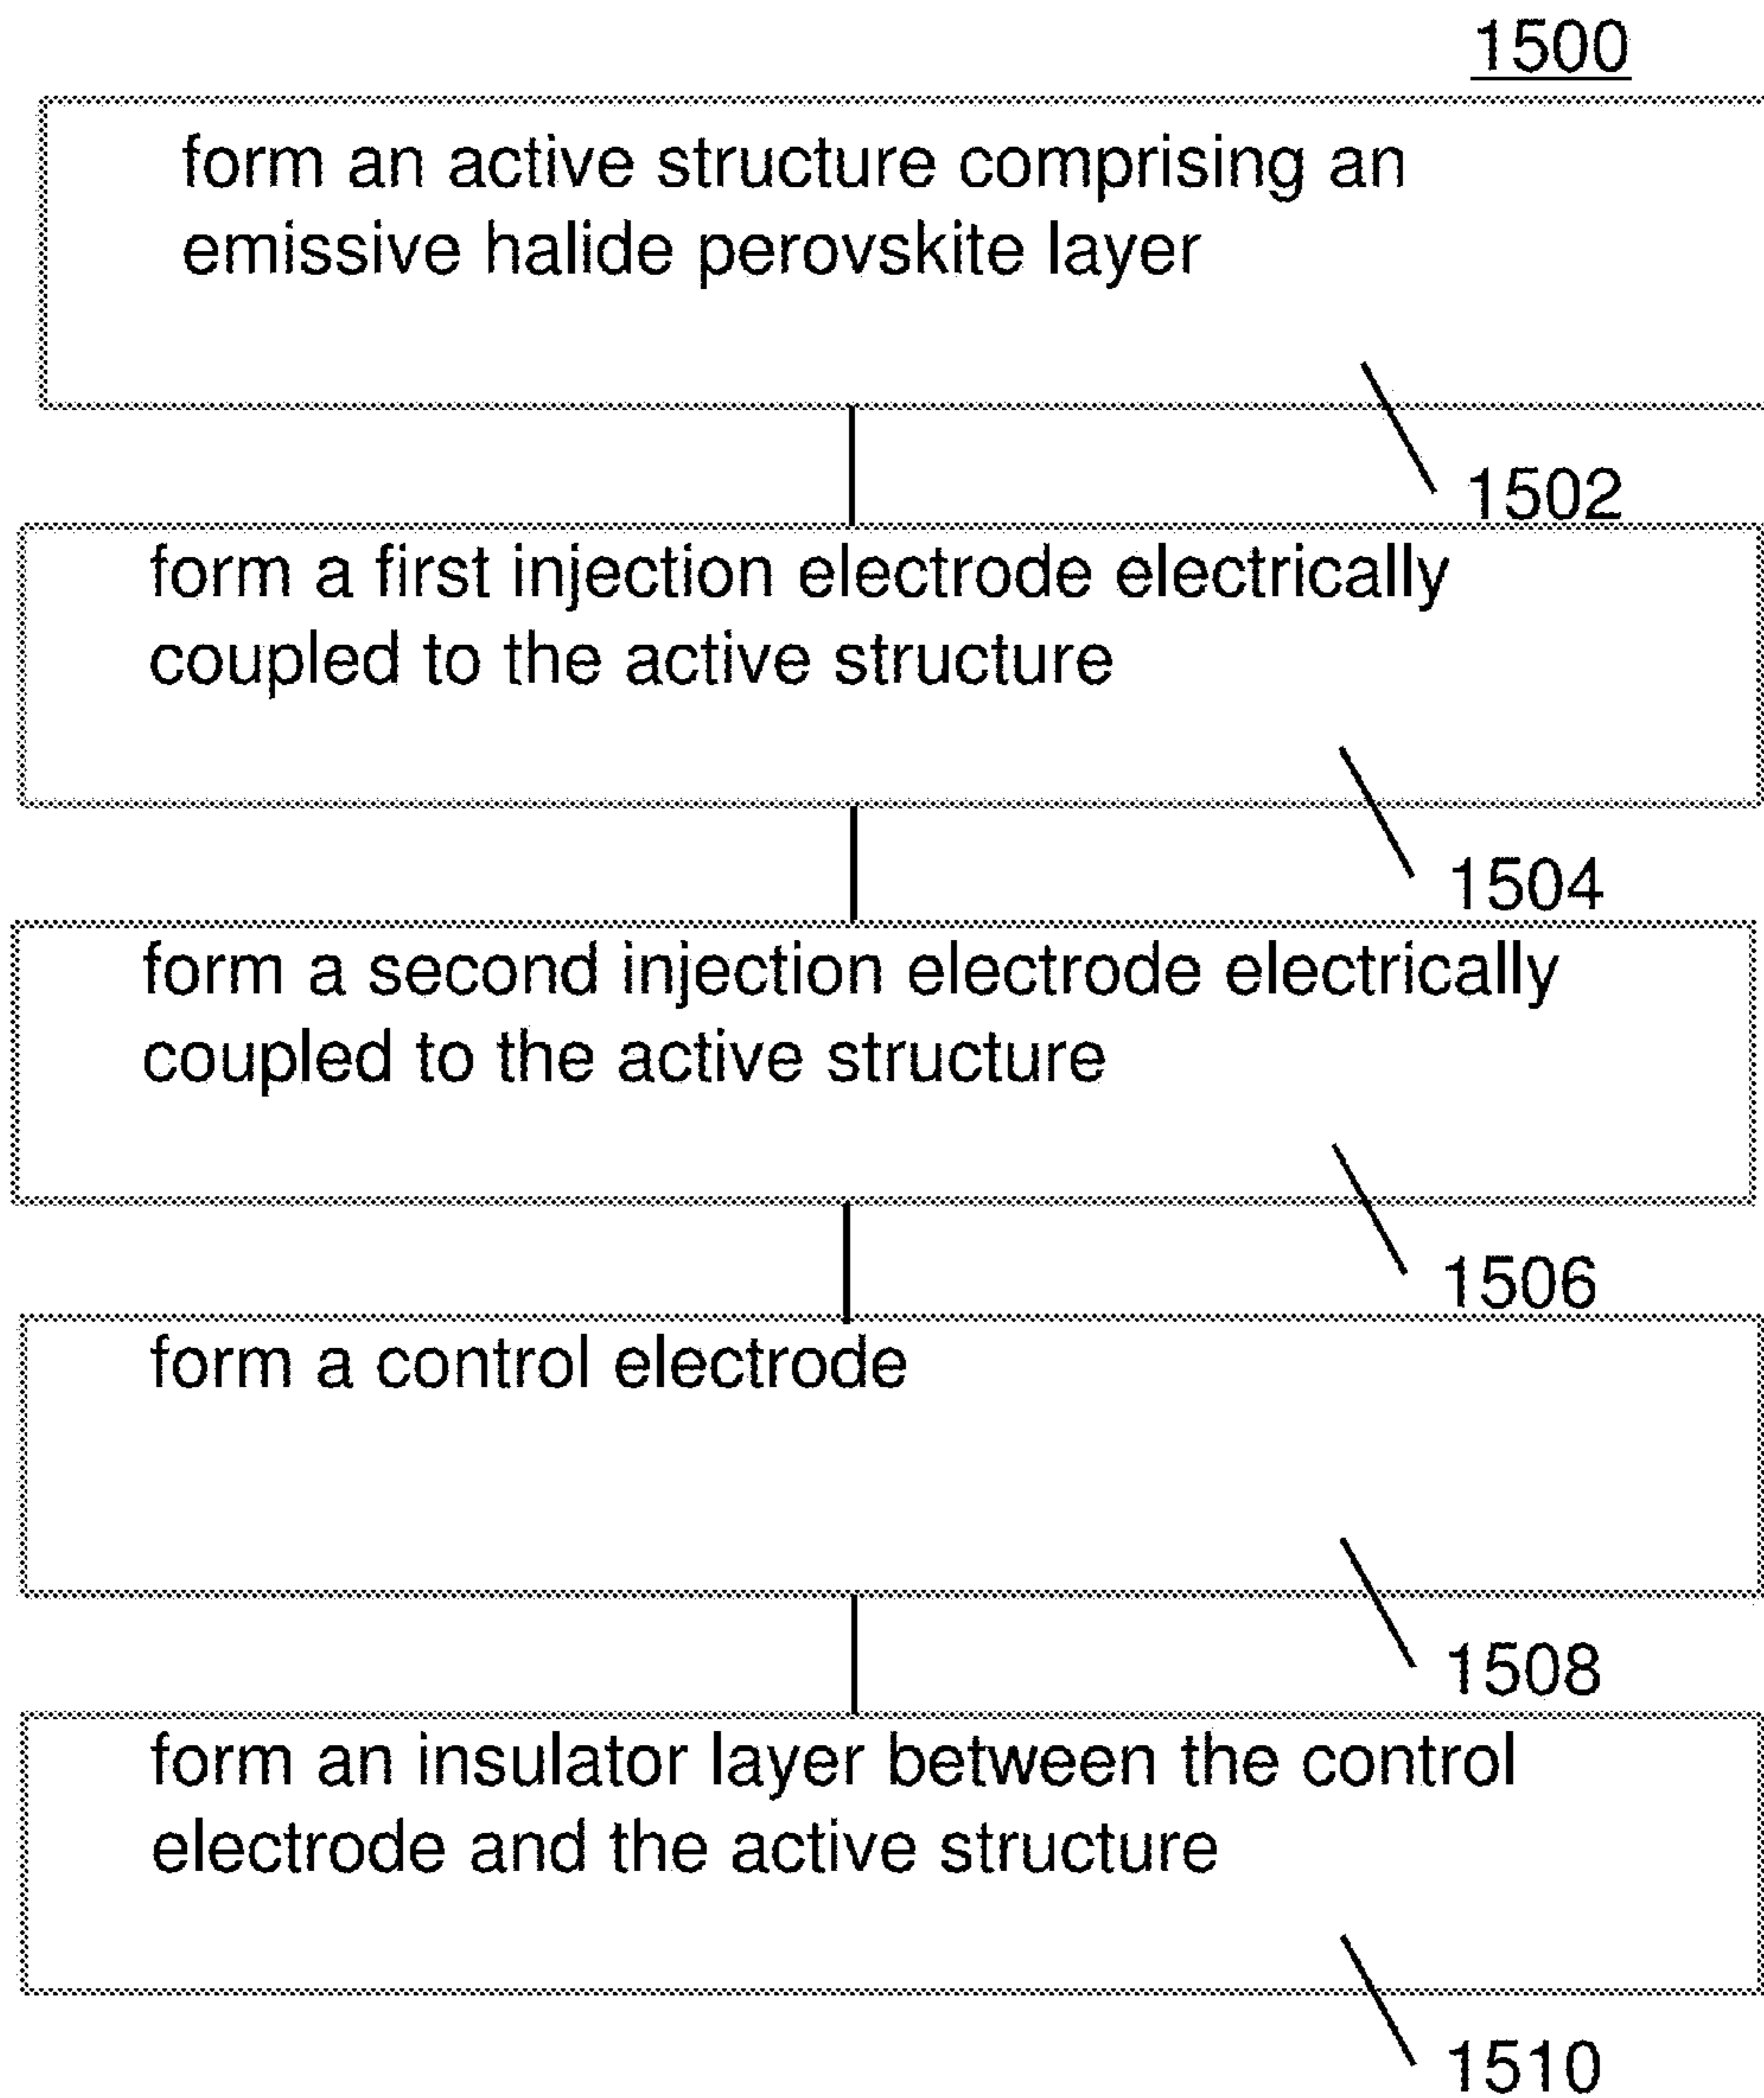 1500
form an active structure comprising an
emissive halide perovskite layer
1502
form a first injection electrode electrically
coupled to the active structure
1504
form a second injection electrode electrically
coupled to the active structure
1506
form a control electrode
1508
form an insulator layer between the control
electrode and the active structure
1510